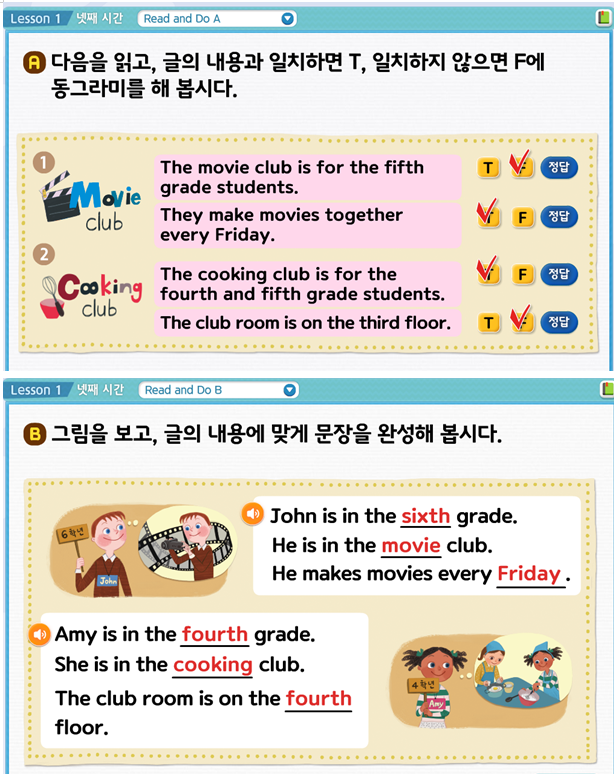 Lesson 1 넷째 시간 Read and Do A
A 다음을 읽고, 글의 내용과 일치하면 T, 일치하지 않으면 F에
동그라미를 해 봅시다.
1
Movie
club
The movie club is for the fifth
grade students.
T F 정답
They make movies together
every Friday.
T F 정답
2
Cooking
club
The cooking club is for the
fourth and fifth grade students.
T F 정답
The club room is on the third floor.
T F 정답
Lesson 1 넷째 시간 Read and Do B
B 그림을 보고, 글의 내용에 맞게 문장을 완성해 봅시다.
6학년
John
John is in the sixth grade.
He is in the movie club.
He makes movies every Friday.
Amy is in the fourth grade.
She is in the cooking club.
The club room is on the fourth
floor.
4학년
Amy